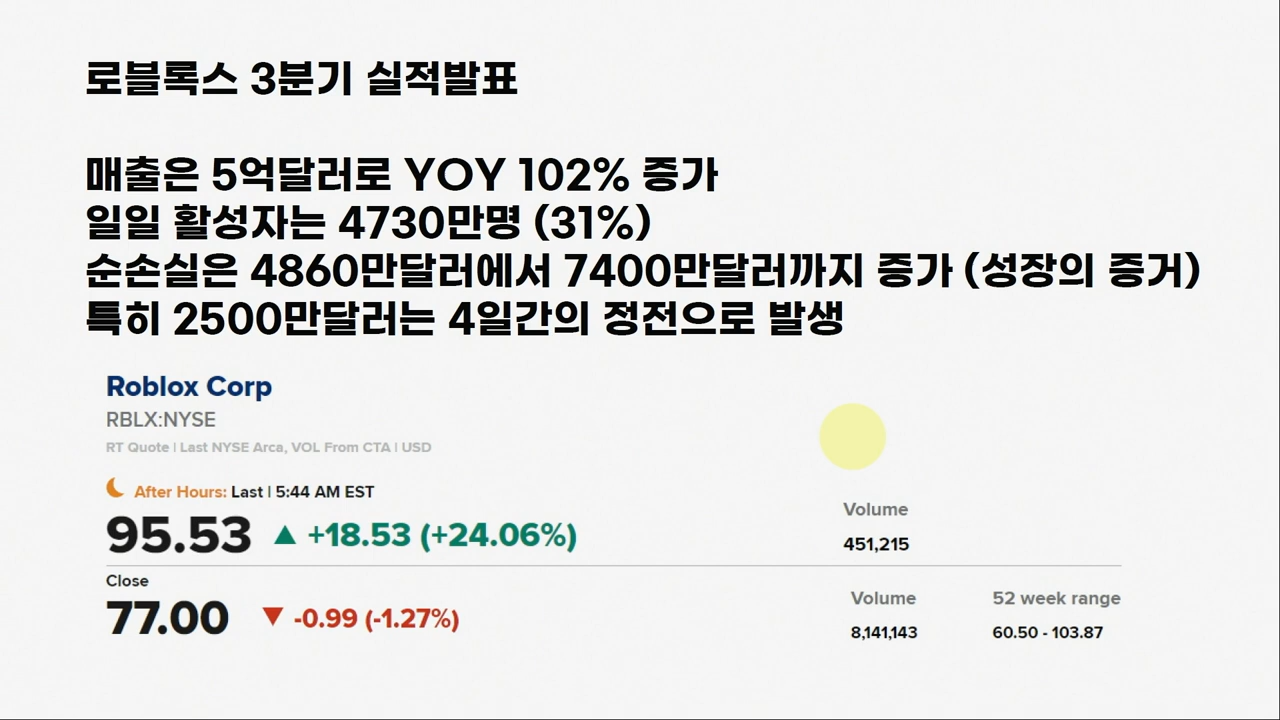 로블록스 3분기 실적발표
매출은 5억달러로 YOY 102% 증가
일일 활성자는 4730만명 (31%)
순손실은 4860만달러에서 7400만달러까지 증가 (성장의 증거)
특히 2500만달러는 4일간의 정전으로 발생
Roblox Corp
RBLX:NYSE
RT Quote | Last NYSE Arca, VOL From CTA | USD
After Hours: Last | 5:44 AM EST
95.53 ▲ +18.53 (+24.06%)
Volume
451,215
Close
77.00 ▼ -0.99 (-1.27%)
Volume
8,141,143
52 week range
60.50 - 103.87